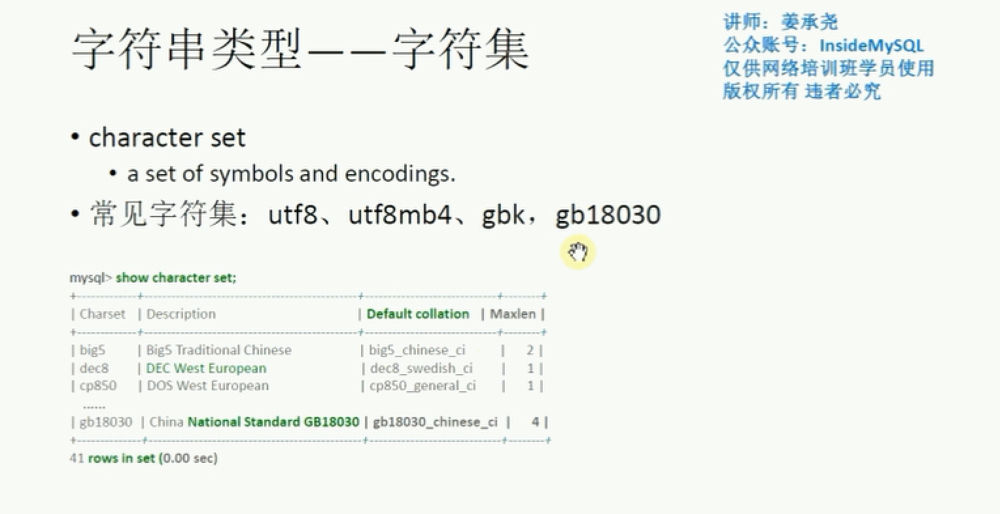 字符串类型——字符集
讲师：姜承尧
公众账号：InsideMySQL
仅供网络培训班学员使用
版权所有 违者必究
• character set
• a set of symbols and encodings.
• 常见字符集：utf8、utf8mb4、gbk，gb18030
mysql> show character set;
+------------+------------------------------------+-----------------------+--------+
| Charset | Description | Default collation | Maxlen |
+------------+------------------------------------+-----------------------+--------+
| big5 | Big5 Traditional Chinese | big5_chinese_ci | 2 |
| dec8 | DEC West European | dec8_swedish_ci | 1 |
| cp850 | DOS West European | cp850_general_ci | 1 |
......
| gb18030 | China National Standard GB18030 | gb18030_chinese_ci | 4 |
+------------+------------------------------------+-----------------------+--------+
41 rows in set (0.00 sec)